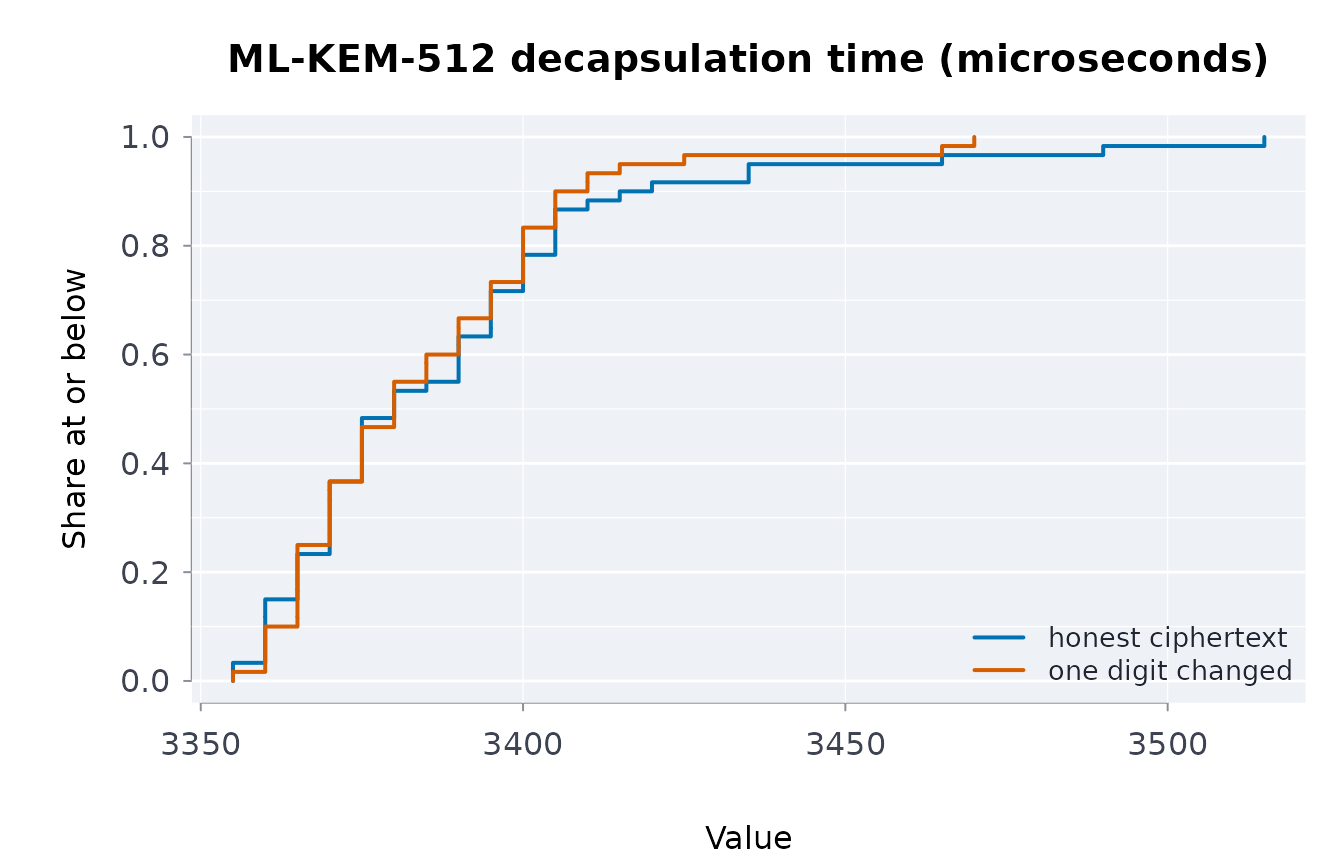 ML-KEM-512 decapsulation time (microseconds)
1.0
0.8
0.6
0.4
0.2
0.0
Share at or below
honest ciphertext
one digit changed
3350 3400 3450 3500
Value